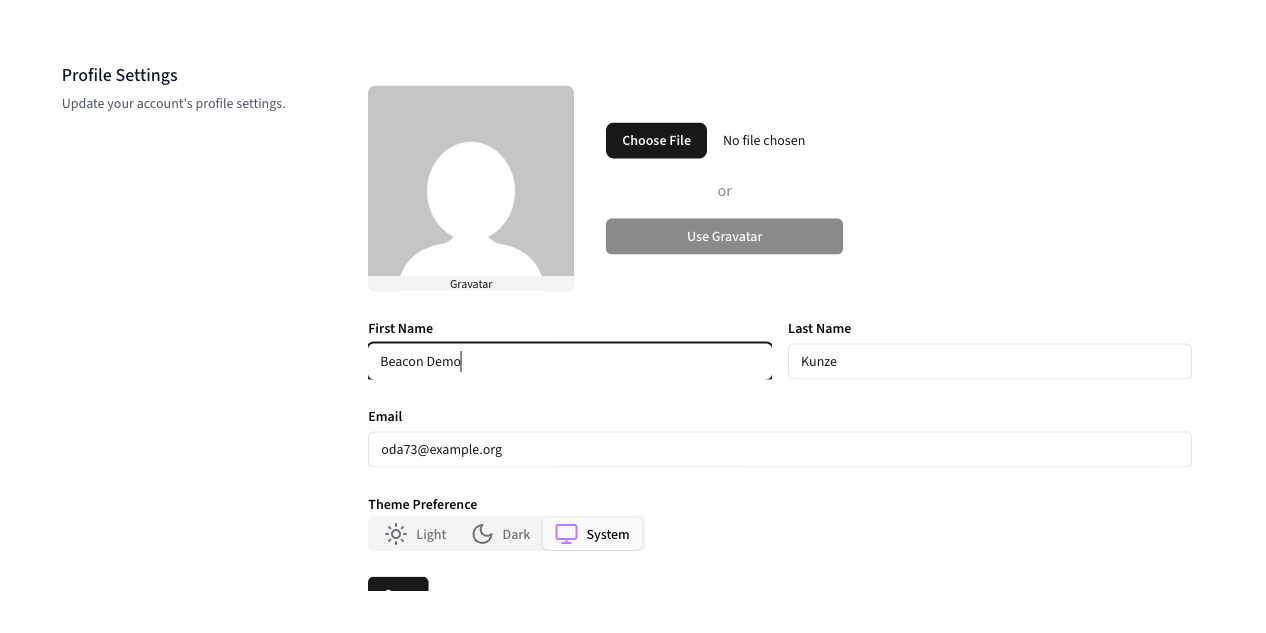 Profile Settings
Update your account's profile settings.
Choose File
No file chosen
or
Use Gravatar
Gravatar
First Name
Last Name
Beacon Demo
Kunze
Email
oda73@example.org
Theme Preference
Light
Dark
System